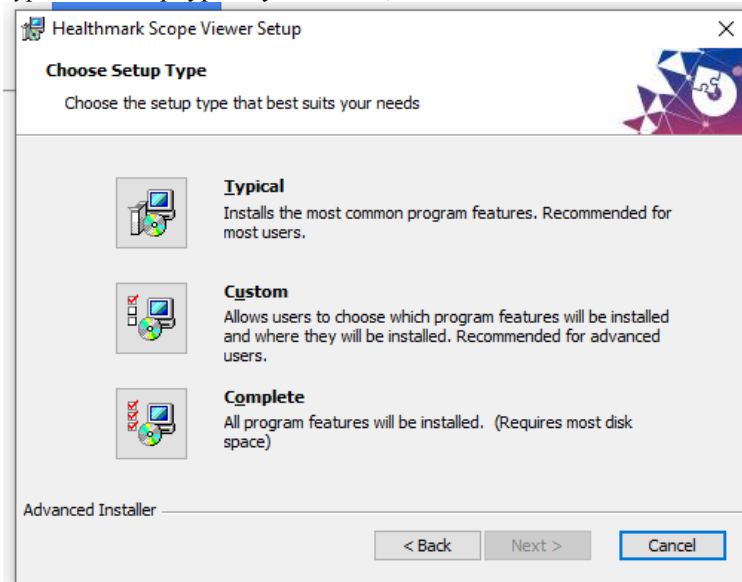 Healthmark Scope Viewer Setup
Choose Setup Type
Choose the setup type that best suits your needs
Typical
Installs the most common program features. Recommended for
most users.
Custom
Allows users to choose which program features will be installed
and where they will be installed. Recommended for advanced
users.
Complete
All program features will be installed. (Requires most disk
space)
Advanced Installer
< Back Next > Cancel